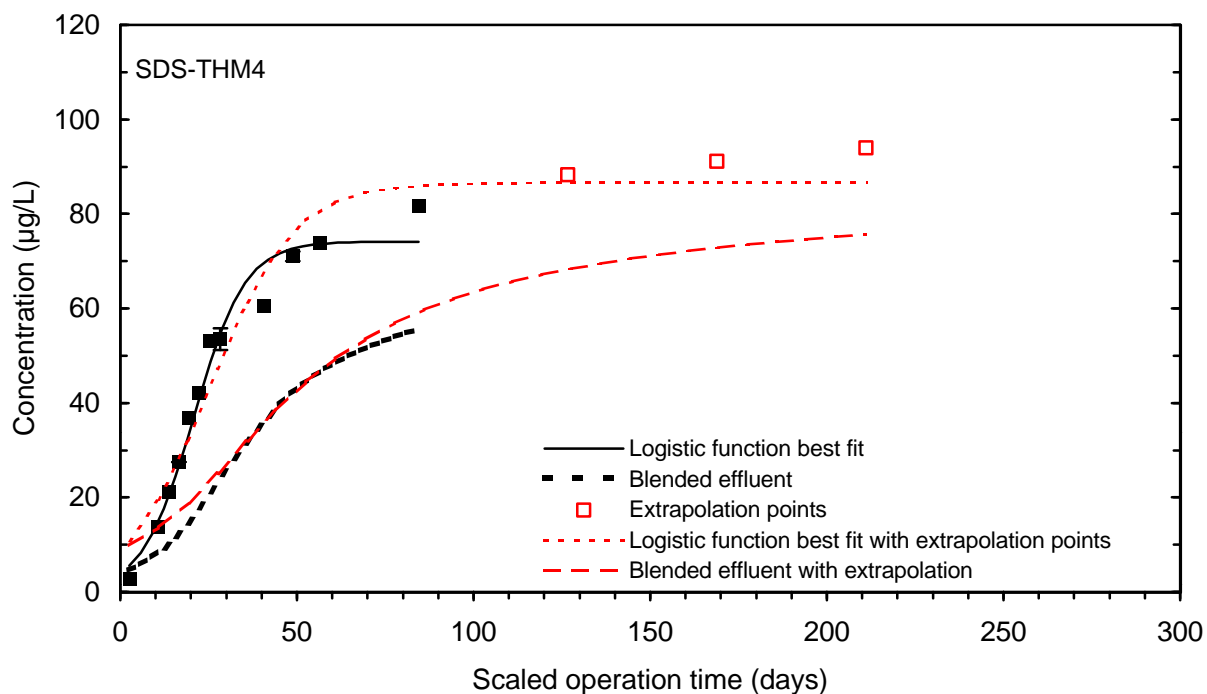 120
SDS-THM4
100
80
60
40
20
0
Concentration (µg/L)
Logistic function best fit
Blended effluent
Extrapolation points
Logistic function best fit with extrapolation points
Blended effluent with extrapolation
0 50 100 150 200 250 300
Scaled operation time (days)